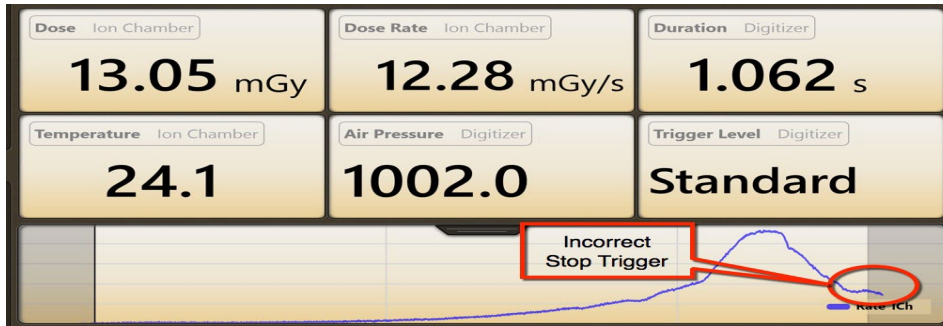 Dose Ion Chamber
Dose Rate Ion Chamber
Duration Digitizer
13.05 mGy
12.28 mGy/s
1.062 s
Temperature Ion Chamber
Air Pressure Digitizer
Trigger Level Digitizer
24.1
1002.0
Standard
Incorrect
Stop Trigger
Rate ICh